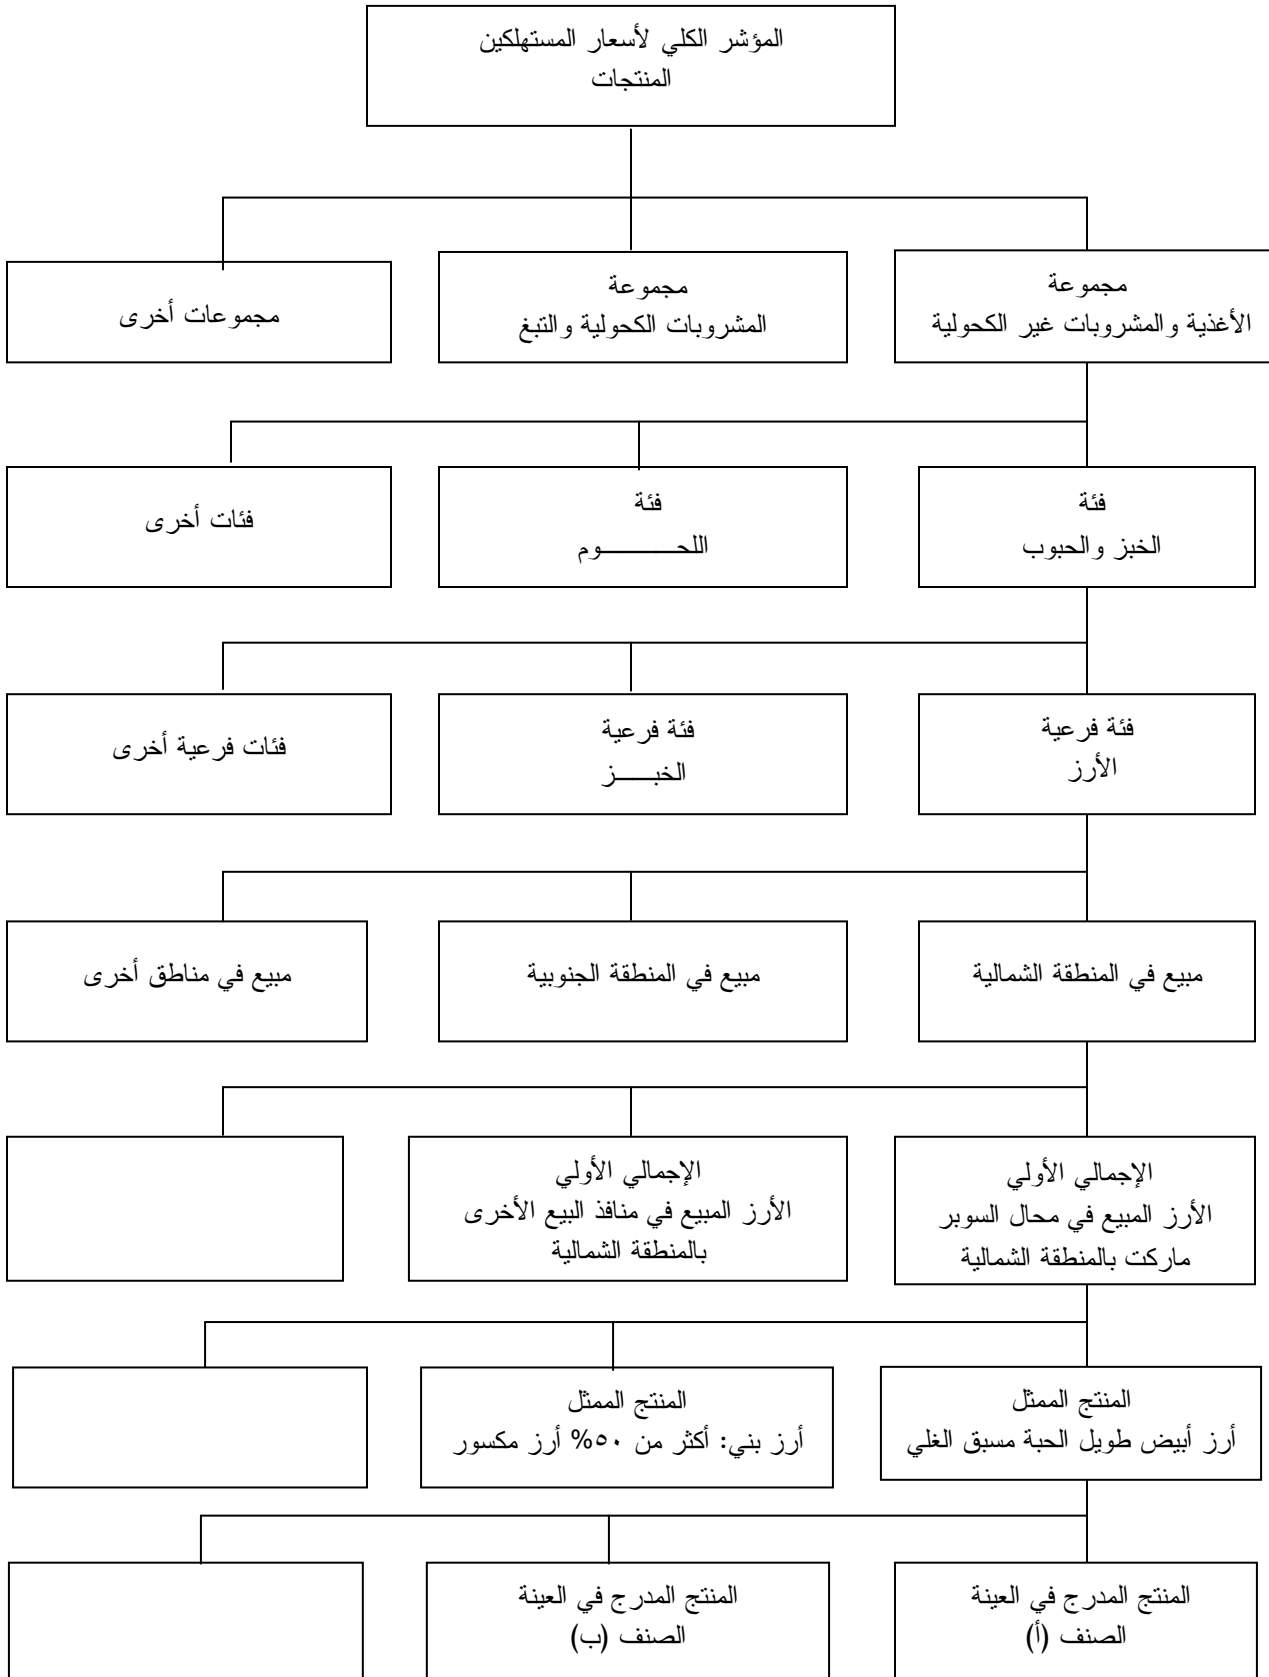 المؤشر الكلي لأسعار المستهلكين
المنتجات
مجموعة
الأغذية والمشروبات غير الكحولية
مجموعة
المشروبات الكحولية والتبغ
مجموعات أخرى
فئة
الخبز والحبوب
فئة
اللحـــــــوم
فئات أخرى
فئة فرعية
الأرز
فئة فرعية
الخبـــــز
فئات فرعية أخرى
مبيع في المنطقة الشمالية
مبيع في المنطقة الجنوبية
مبيع في مناطق أخرى
الإجمالي الأولي
الأرز المبيع في محال السوبر
ماركت بالمنطقة الشمالية
الإجمالي الأولي
الأرز المبيع في منافذ البيع الأخرى
بالمنطقة الشمالية
المنتج الممثل
أرز أبيض طويل الحبة مسبق الغلي
المنتج الممثل
أرز بني: أكثر من ٥٠% أرز مكسور
المنتج المدرج في العينة
الصنف (أ)
المنتج المدرج في العينة
الصنف (ب)